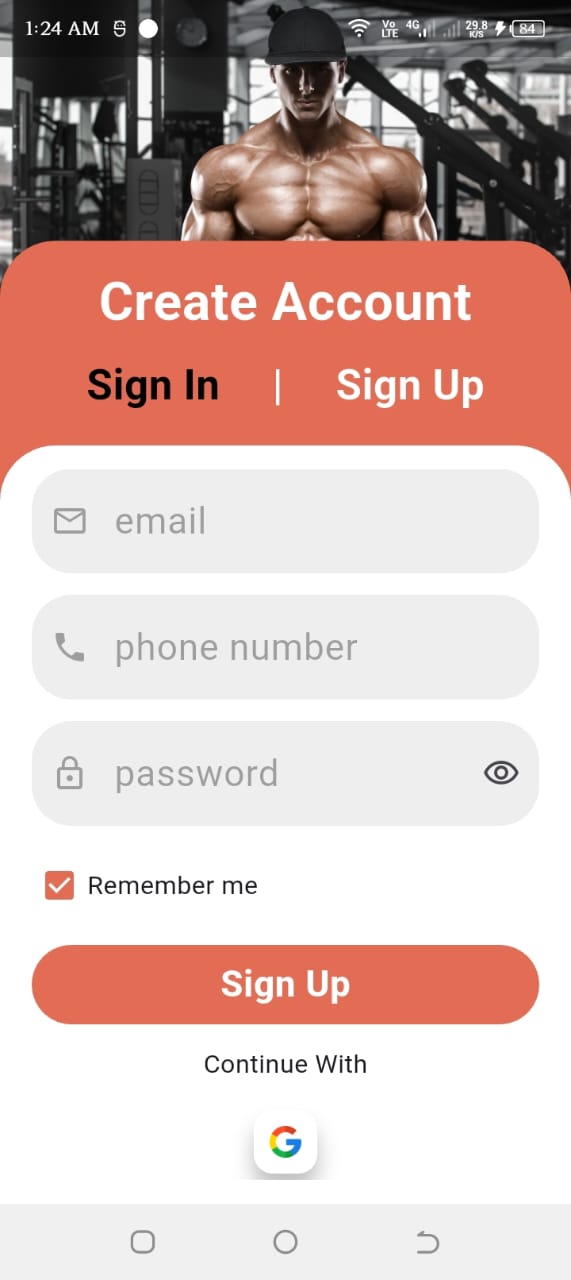 1:24 AM Vo LTE 4G 29.8 K/S 84
Create Account
Sign In | Sign Up
email
phone number
password
Remember me
Sign Up
Continue With
G